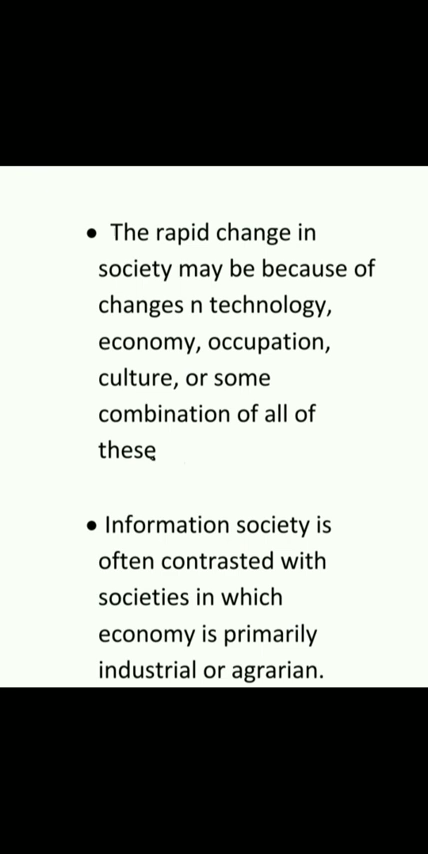 • The rapid change in
society may be because of
changes n technology,
economy, occupation,
culture, or some
combination of all of
these
• Information society is
often contrasted with
societies in which
economy is primarily
industrial or agrarian.